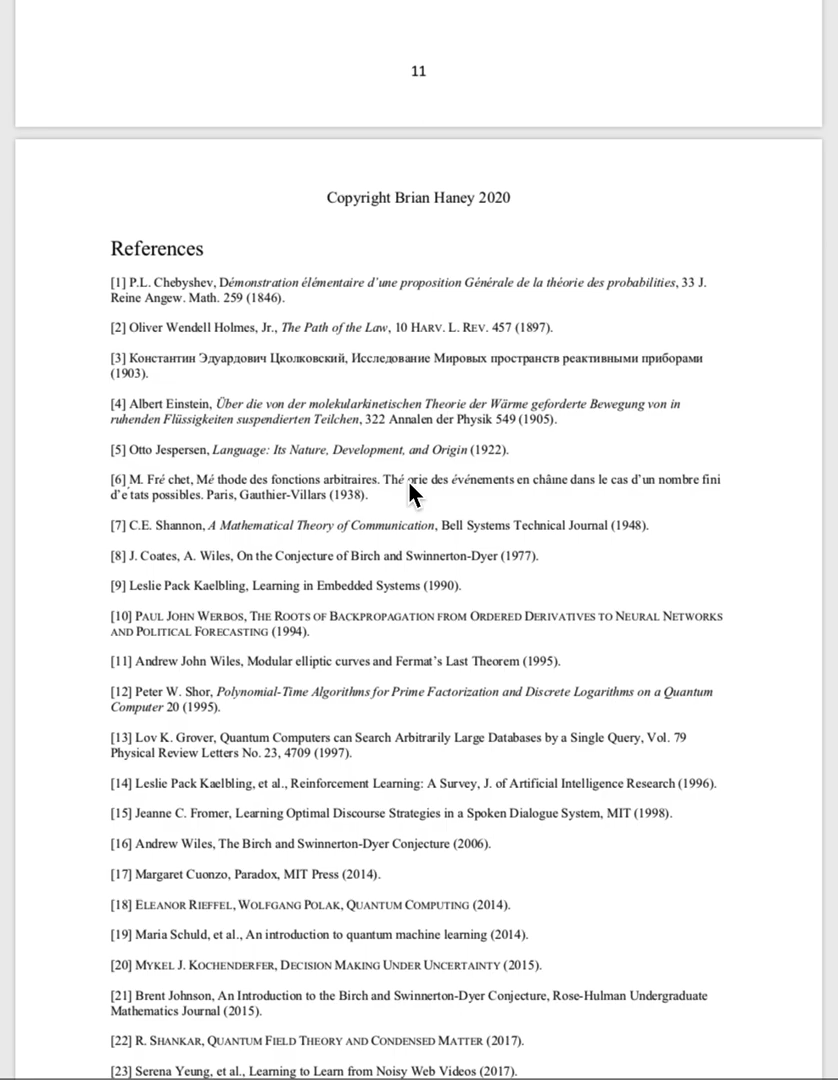 11
Copyright Brian Haney 2020
References
[1] P.L. Chebyshev, Démonstration élémentaire d'une proposition Générale de la théorie des probabilities, 33 J.
Reine Angew. Math. 259 (1846).
[2] Oliver Wendell Holmes, Jr., The Path of the Law, 10 HARV. L. REV. 457 (1897).
[3] Константин Эдуардович Цколковский, Исследование Мировых пространств реактивными приборами
(1903).
[4] Albert Einstein, Über die von der molekularkinetischen Theorie der Wärme geforderte Bewegung von in
ruhenden Flüssigkeiten suspendierten Teilchen, 322 Annalen der Physik 549 (1905).
[5] Otto Jespersen, Language: Its Nature, Development, and Origin (1922).
[6] M. Fré chet, Mé thode des fonctions arbitraires. Thé orie des événements en châıne dans le cas d'un nombre fini
d'e ́tats possibles. Paris, Gauthier-Villars (1938).
[7] C.E. Shannon, A Mathematical Theory of Communication, Bell Systems Technical Journal (1948).
[8] J. Coates, A. Wiles, On the Conjecture of Birch and Swinnerton-Dyer (1977).
[9] Leslie Pack Kaelbling, Learning in Embedded Systems (1990).
[10] PAUL JOHN WERBOS, THE ROOTS OF BACKPROPAGATION FROM ORDERED DERIVATIVES TO NEURAL NETWORKS
AND POLITICAL FORECASTING (1994).
[11] Andrew John Wiles, Modular elliptic curves and Fermat's Last Theorem (1995).
[12] Peter W. Shor, Polynomial-Time Algorithms for Prime Factorization and Discrete Logarithms on a Quantum
Computer 20 (1995).
[13] Lov K. Grover, Quantum Computers can Search Arbitrarily Large Databases by a Single Query, Vol. 79
Physical Review Letters No. 23, 4709 (1997).
[14] Leslie Pack Kaelbling, et al., Reinforcement Learning: A Survey, J. of Artificial Intelligence Research (1996).
[15] Jeanne C. Fromer, Learning Optimal Discourse Strategies in a Spoken Dialogue System, MIT (1998).
[16] Andrew Wiles, The Birch and Swinnerton-Dyer Conjecture (2006).
[17] Margaret Cuonzo, Paradox, MIT Press (2014).
[18] ELEANOR RIEFFEL, WOLFGANG POLAK, QUANTUM COMPUTING (2014).
[19] Maria Schuld, et al., An introduction to quantum machine learning (2014).
[20] MYKEL J. KOCHENDERFER, DECISION MAKING UNDER UNCERTAINTY (2015).
[21] Brent Johnson, An Introduction to the Birch and Swinnerton-Dyer Conjecture, Rose-Hulman Undergraduate
Mathematics Journal (2015).
[22] R. SHANKAR, QUANTUM FIELD THEORY AND CONDENSED MATTER (2017).
[23] Serena Yeung, et al., Learning to Learn from Noisy Web Videos (2017).